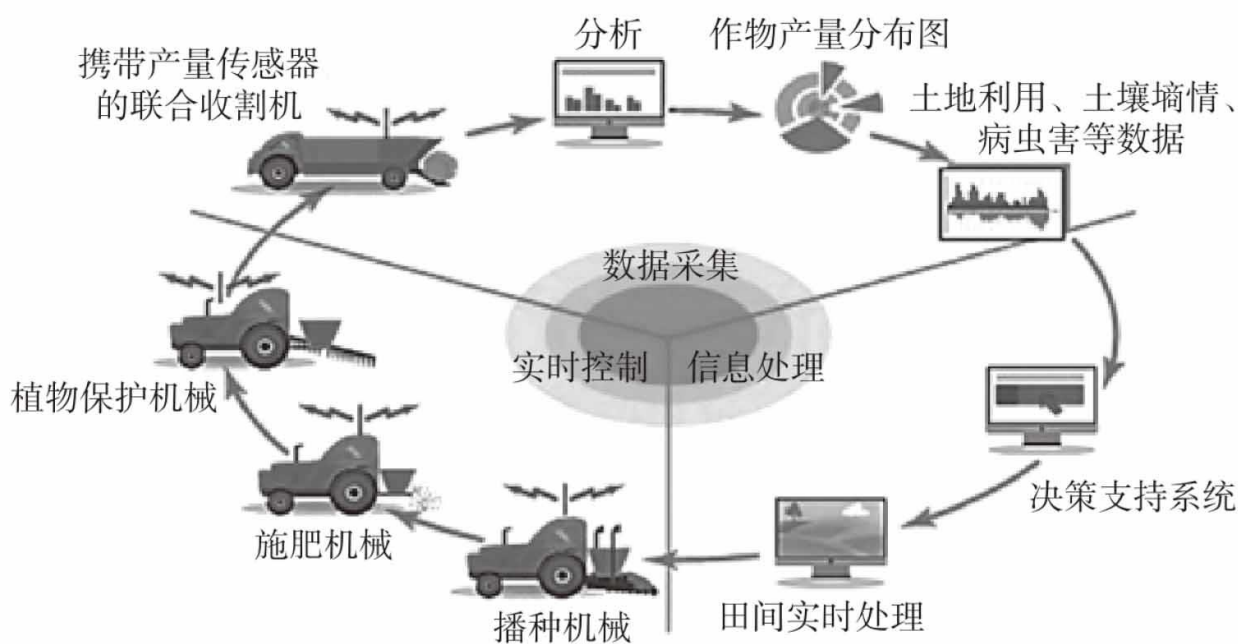 分析
作物产量分布图
携带产量传感器
的联合收割机
土地利用、土壤墒情、
病虫害等数据
数据采集
实时控制
信息处理
植物保护机械
决策支持系统
施肥机械
田间实时处理
播种机械